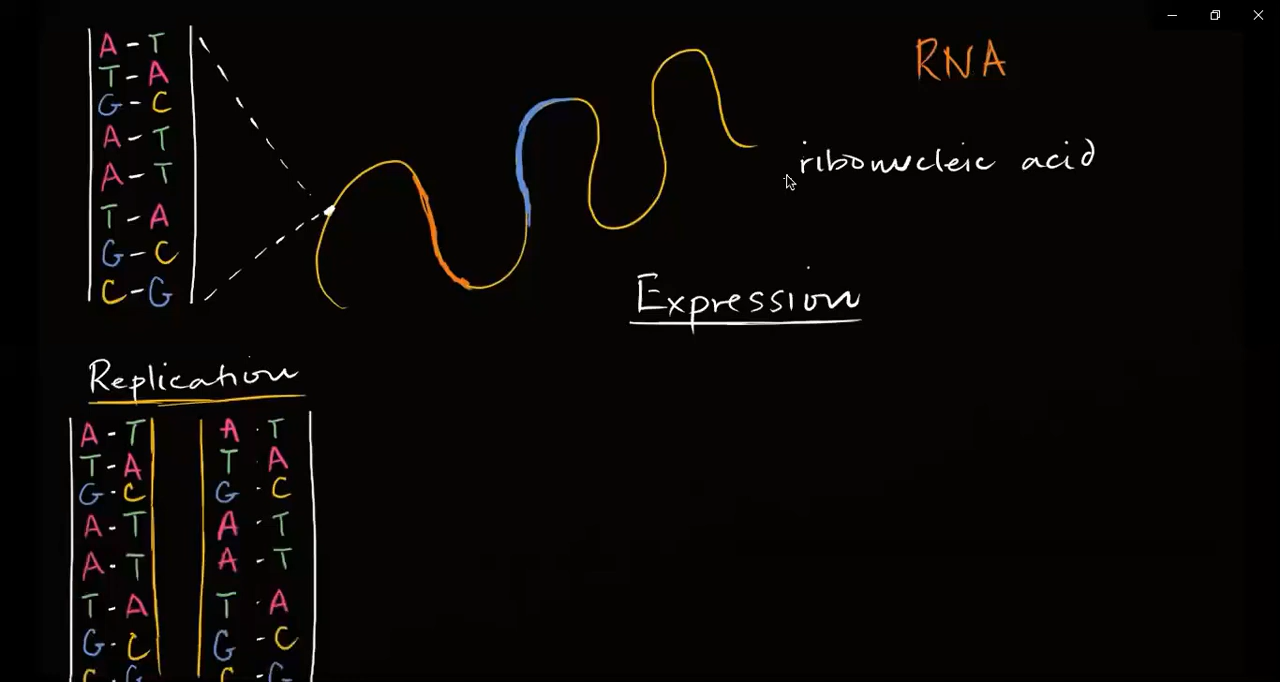 A - T
T - A
G - C
A - T
A - T
T - A
G - C
C - G
RNA
ribonucleic acid
Expression
Replication
A - T A - T
T - A T - A
G - C G - C
A - T A - T
A - T A - T
T - A T - A
G - C G - C
C - G C - G